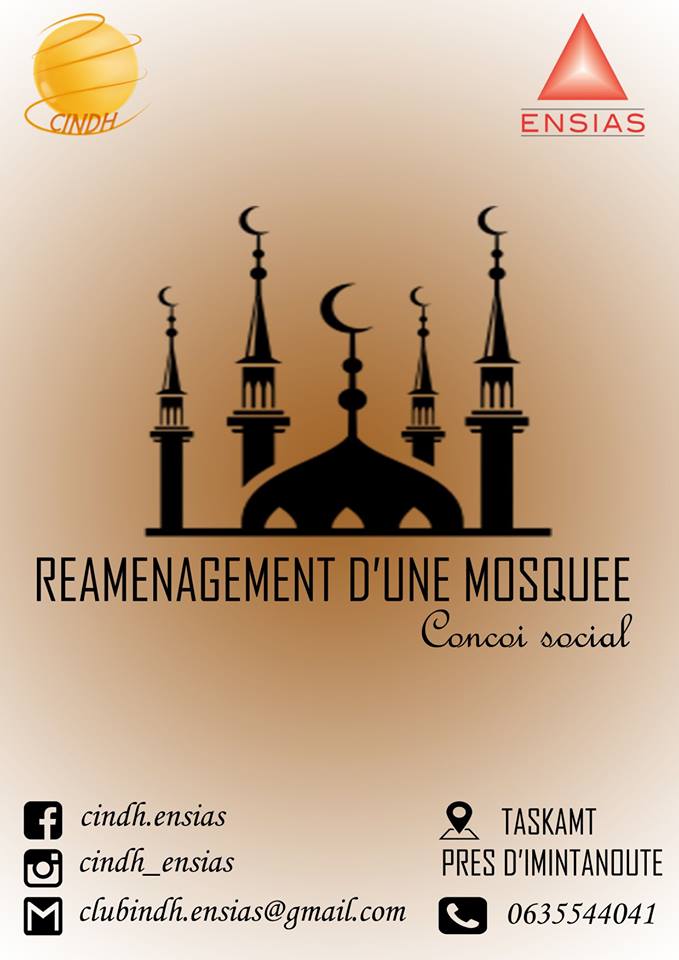 CINDH
ENSIAS
REAMENAGEMENT D'UNE MOSQUEE
Concoi social
cindh.ensias
cindh_ensias
clubindh.ensias@gmail.com
TASKAMT
PRES D'IMINTANOUTE
0635544041